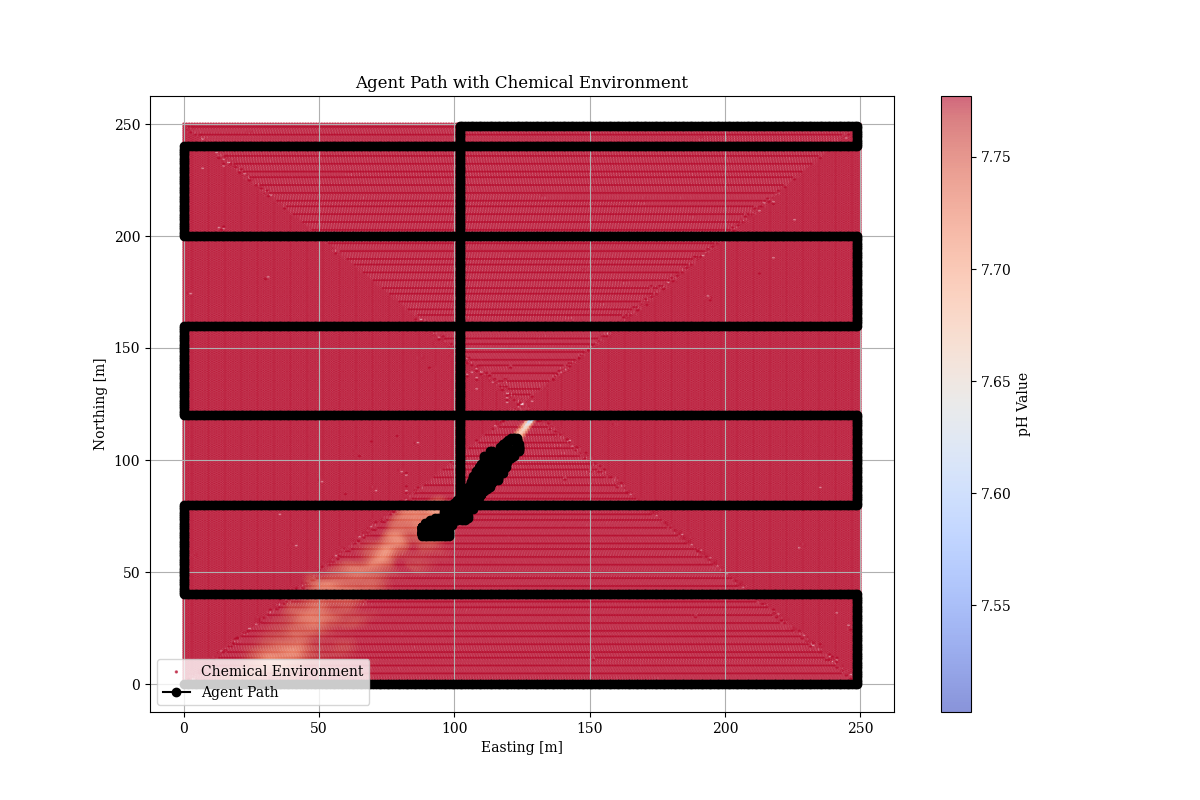 Agent Path with Chemical Environment
250
200
150
100
50
0
Northing [m]
0
50
100
150
200
250
Easting [m]
Chemical Environment
Agent Path
7.75
7.70
7.65
7.60
7.55
pH Value